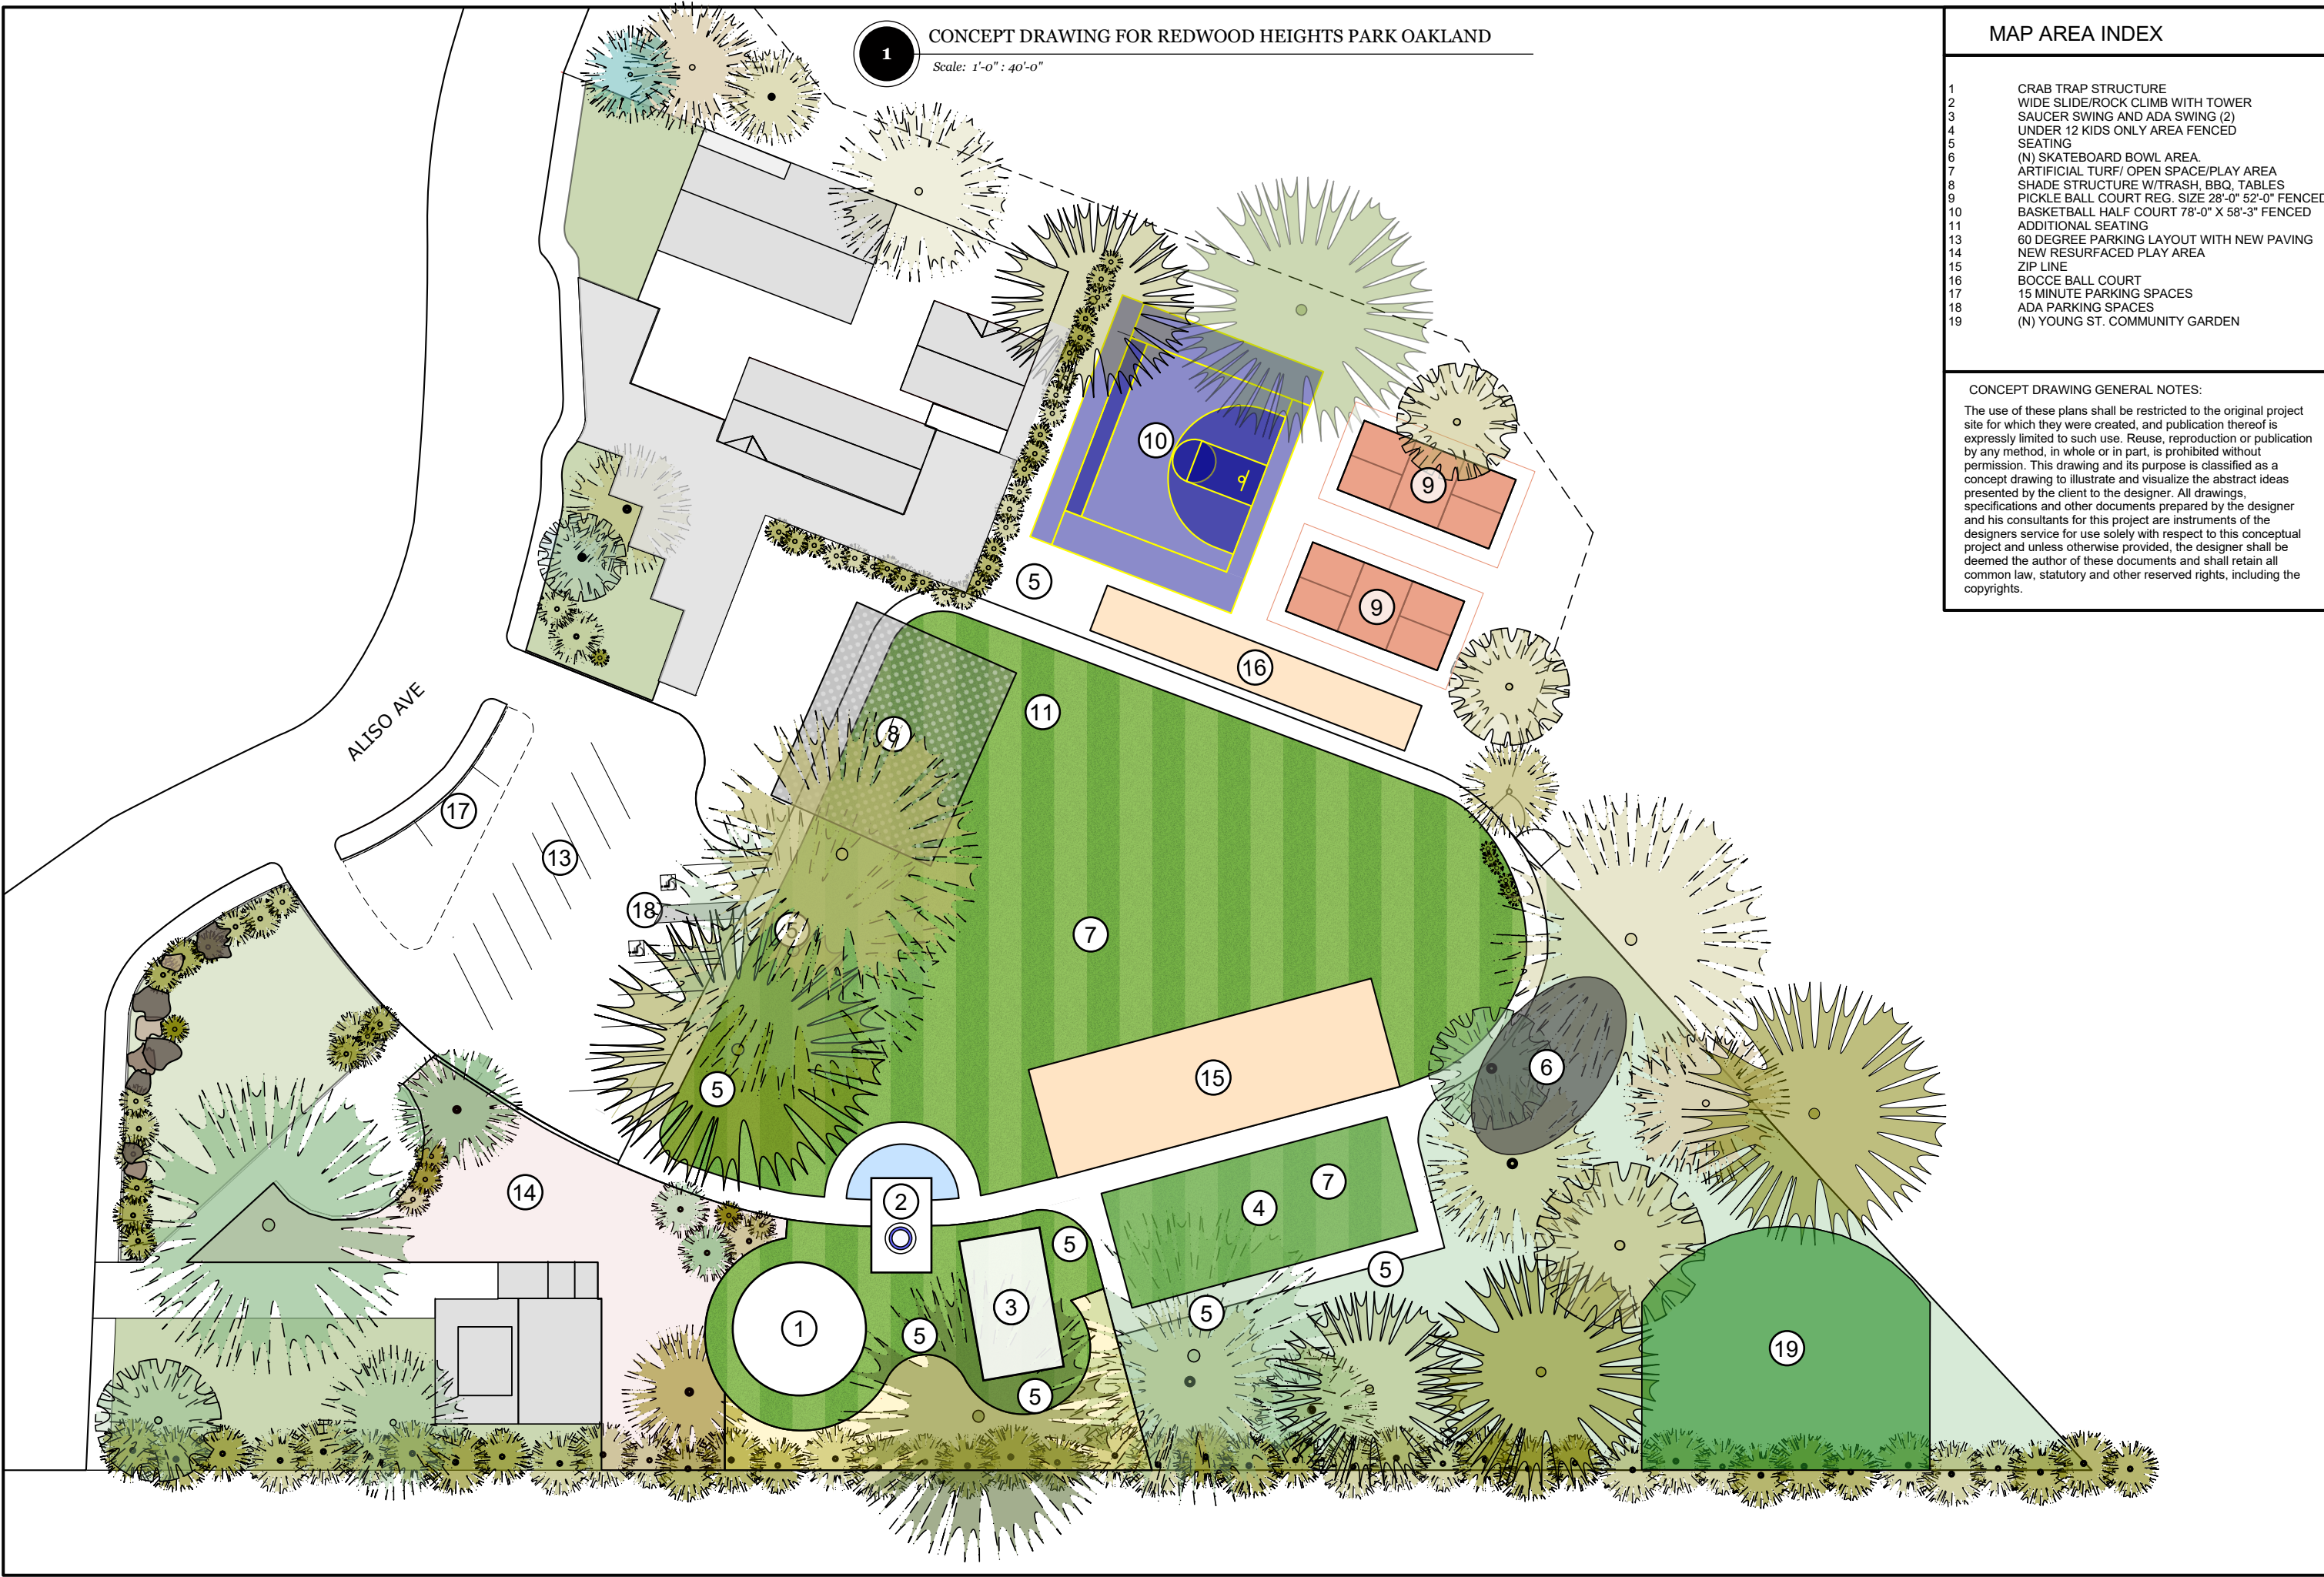 1
CONCEPT DRAWING FOR REDWOOD HEIGHTS PARK OAKLAND
Scale: 1'-0" : 40'-0"
MAP AREA INDEX
1 CRAB TRAP STRUCTURE
2 WIDE SLIDE/ROCK CLIMB WITH TOWER
3 SAUCER SWING AND ADA SWING (2)
4 UNDER 12 KIDS ONLY AREA FENCED
5 SEATING
6 (N) SKATEBOARD BOWL AREA.
7 ARTIFICIAL TURF/ OPEN SPACE/PLAY AREA
8 SHADE STRUCTURE W/TRASH, BBQ, TABLES
9 PICKLE BALL COURT REG. SIZE 28'-0" 52'-0" FENCED
10 BASKETBALL HALF COURT 78'-0" X 58'-3" FENCED
11 ADDITIONAL SEATING
13 60 DEGREE PARKING LAYOUT WITH NEW PAVING
14 NEW RESURFACED PLAY AREA
15 ZIP LINE
16 BOCCE BALL COURT
17 15 MINUTE PARKING SPACES
18 ADA PARKING SPACES
19 (N) YOUNG ST. COMMUNITY GARDEN
CONCEPT DRAWING GENERAL NOTES:
The use of these plans shall be restricted to the original project
site for which they were created, and publication thereof is
expressly limited to such use. Reuse, reproduction or publication
by any method, in whole or in part, is prohibited without
permission. This drawing and its purpose is classified as a
concept drawing to illustrate and visualize the abstract ideas
presented by the client to the designer. All drawings,
specifications and other documents prepared by the designer
and his consultants for this project are instruments of the
designers service for use solely with respect to this conceptual
project and unless otherwise provided, the designer shall be
deemed the author of these documents and shall retain all
common law, statutory and other reserved rights, including the
copyrights.
10
9
5
9
16
ALISO AVE
11
8
17
13
18
5
7
6
15
5
14
7
2
4
5
5
3
5
1
5
19
5